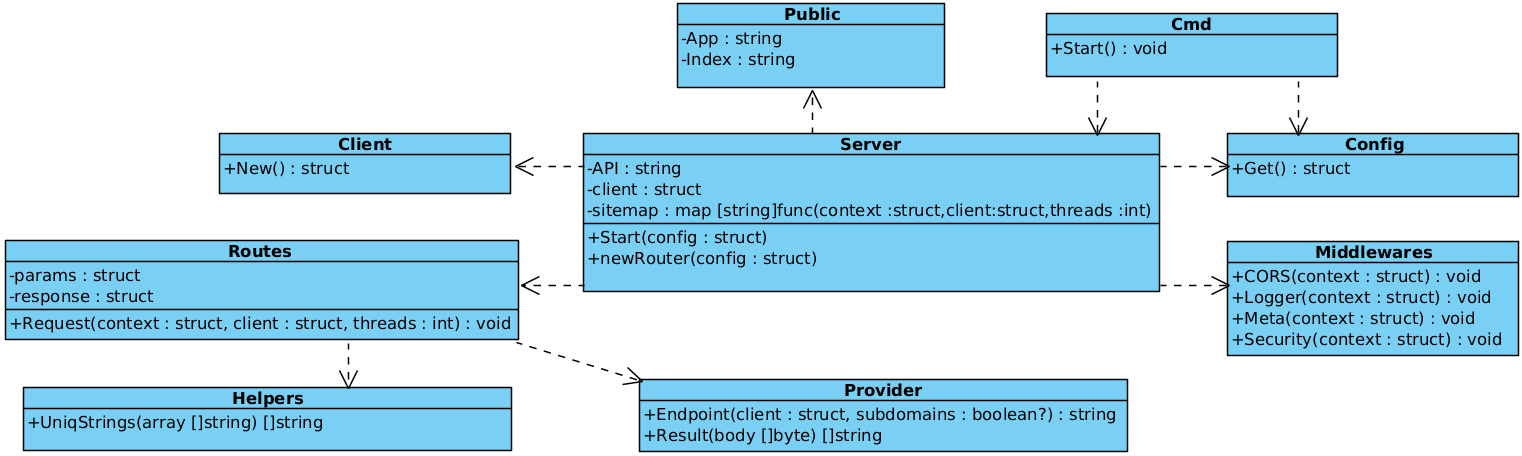 Public
-App : string
-Index : string
Cmd
+Start() : void
Client
+New() : struct
Server
-API : string
-client : struct
-sitemap : map [string]func(context :struct,client:struct,threads :int)
+Start(config : struct)
+newRouter(config : struct)
Config
+Get() : struct
Routes
-params : struct
-response : struct
+Request(context : struct, client : struct, threads : int) : void
Middlewares
+CORS(context : struct) : void
+Logger(context : struct) : void
+Meta(context : struct) : void
+Security(context : struct) : void
Helpers
+UniqStrings(array []string) []string
Provider
+Endpoint(client : struct, subdomains : boolean?) : string
+Result(body []byte) []string